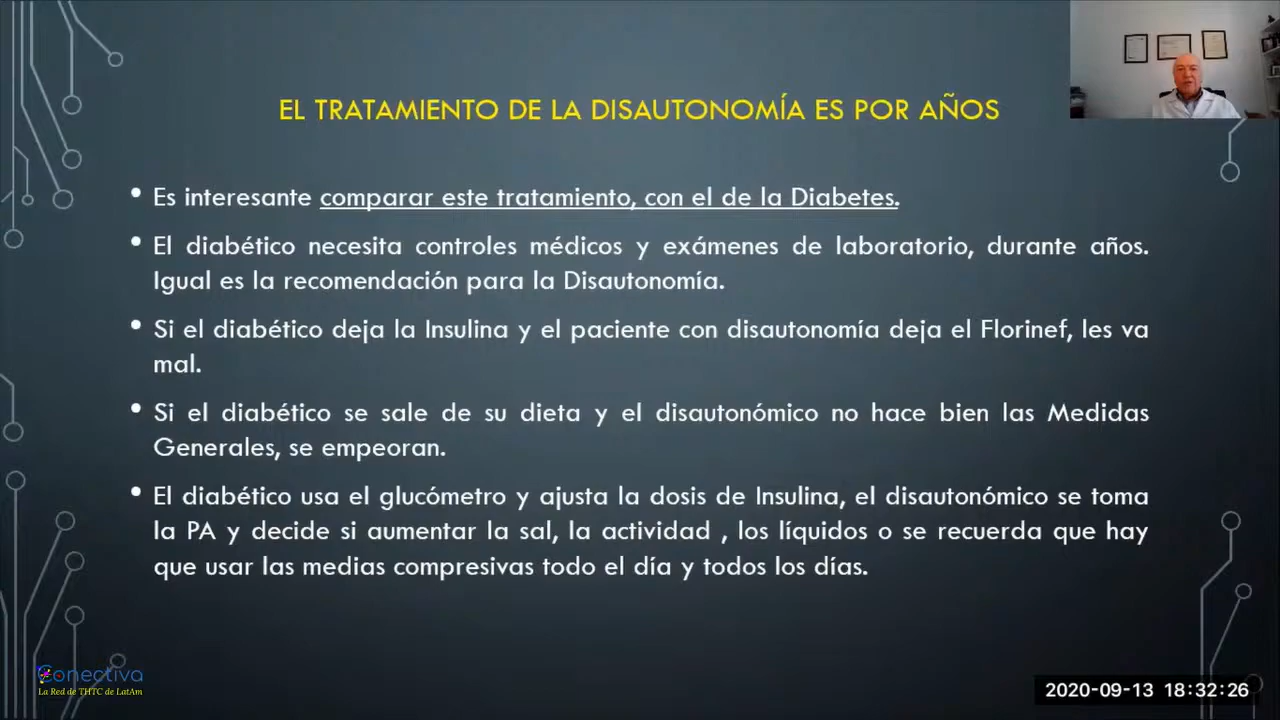 EL TRATAMIENTO DE LA DISAUTONOMÍA ES POR AÑOS
• Es interesante comparar este tratamiento, con el de la Diabetes.
• El diabético necesita controles médicos y exámenes de laboratorio, durante años.
Igual es la recomendación para la Disautonomía.
• Si el diabético deja la Insulina y el paciente con disautonomía deja el Florinef, les va
mal.
• Si el diabético se sale de su dieta y el disautonómico no hace bien las Medidas
Generales, se empeoran.
• El diabético usa el glucómetro y ajusta la dosis de Insulina, el disautonómico se toma
la PA y decide si aumentar la sal, la actividad , los líquidos o se recuerda que hay
que usar las medias compresivas todo el día y todos los días.
Conectiva
La Red de THTC de LatAm
2020-09-13 18:32:26